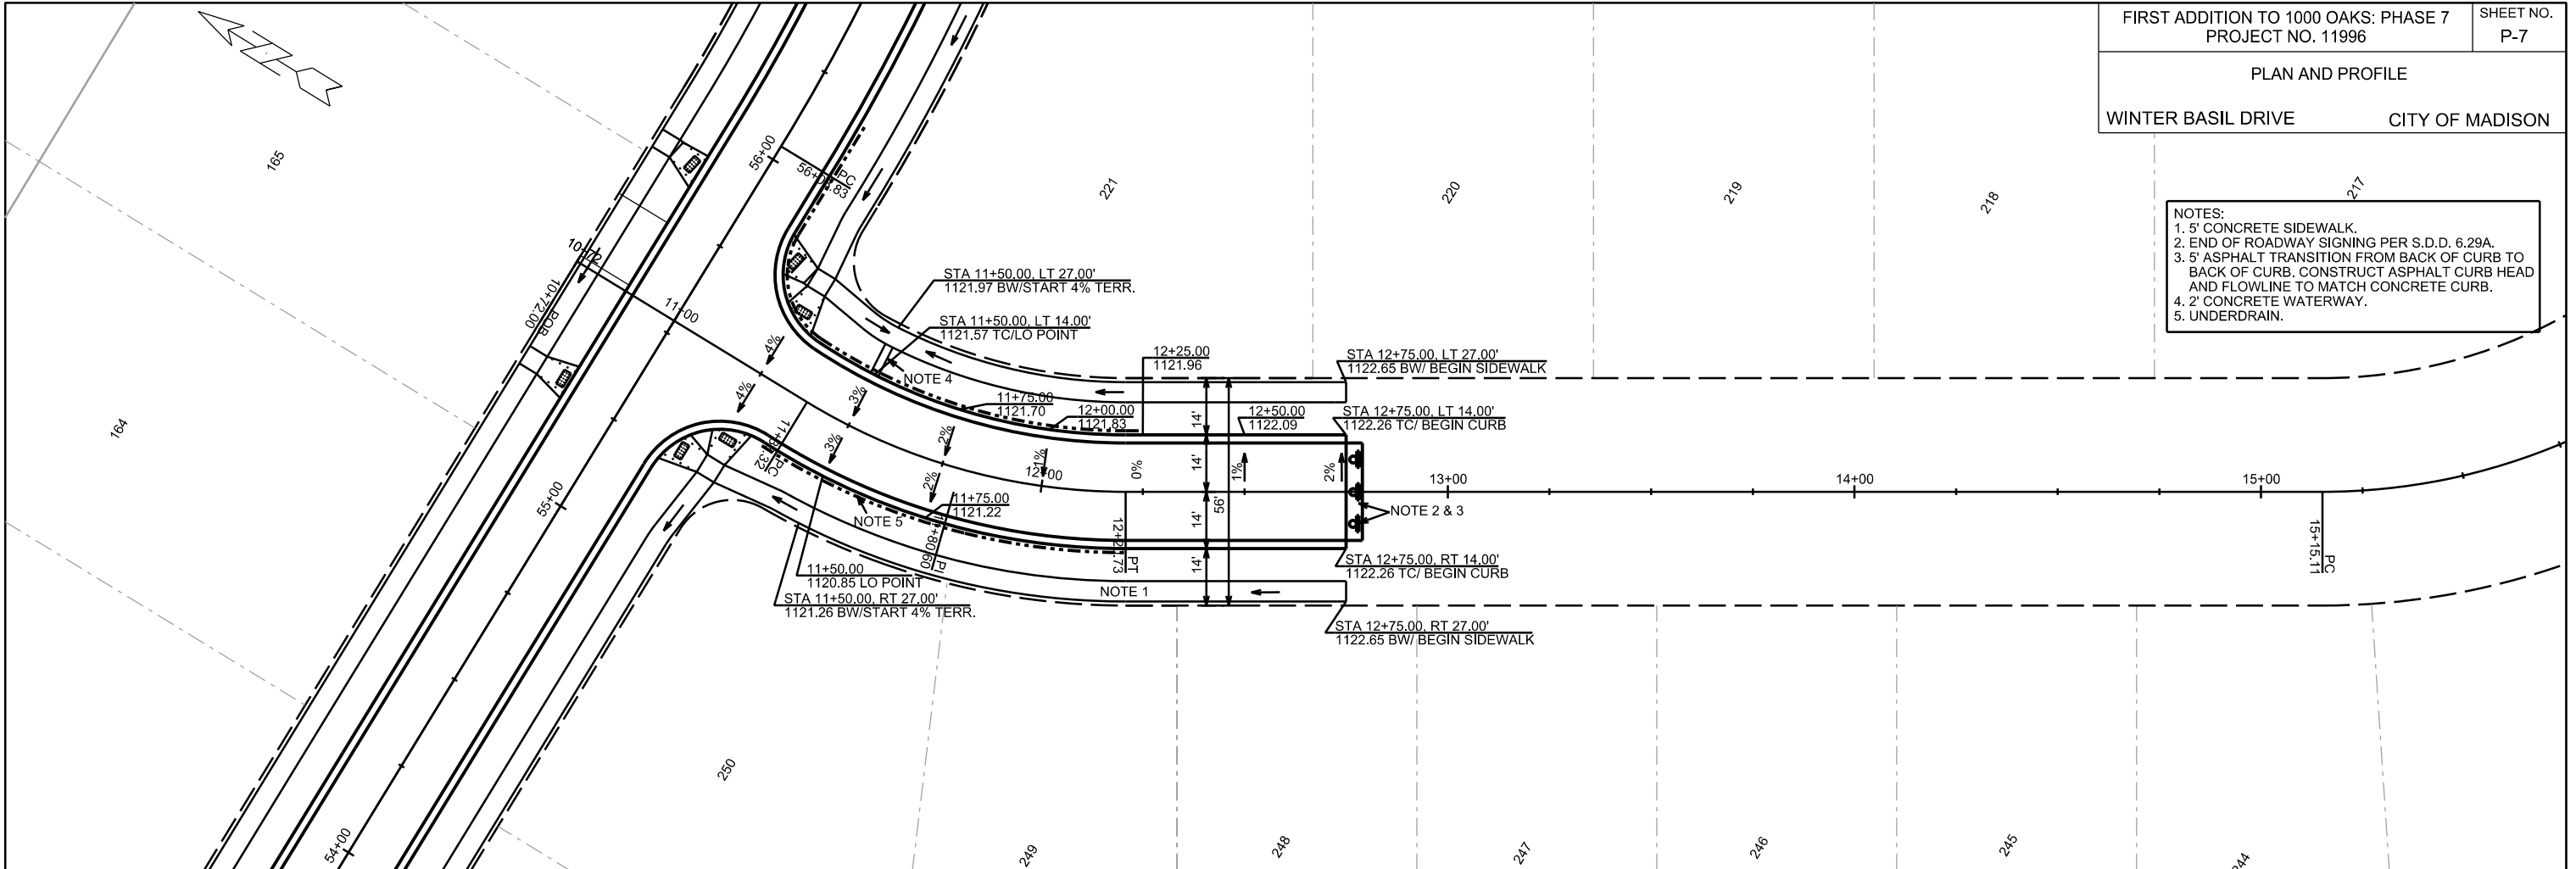 FIRST ADDITION TO 1000 OAKS: PHASE 7
PROJECT NO. 11996
SHEET NO.
P-7
PLAN AND PROFILE
WINTER BASIL DRIVE
CITY OF MADISON
NOTES:
1. 5' CONCRETE SIDEWALK.
2. END OF ROADWAY SIGNING PER S.D.D. 6.29A.
3. 5' ASPHALT TRANSITION FROM BACK OF CURB TO
BACK OF CURB. CONSTRUCT ASPHALT CURB HEAD
AND FLOWLINE TO MATCH CONCRETE CURB.
4. 2' CONCRETE WATERWAY.
5. UNDERDRAIN.
165
164
221
220
219
218
217
56+00
PC
10+72
10+72.00
POB
11+00
55+00
54+00
STA 11+50.00, LT 27.00'
1121.97 BW/START 4% TERR.
STA 11+50.00, LT 14.00'
1121.57 TC/LO POINT
NOTE 4
12+25.00
1121.96
STA 12+75.00, LT 27.00'
1122.65 BW/ BEGIN SIDEWALK
11+75.00
1121.70
12+00.00
1121.83
12+50.00
1122.09
STA 12+75.00, LT 14.00'
1122.26 TC/ BEGIN CURB
4%
4%
3%
3%
2%
2%
1%
0%
1%
2%
14'
14'
14'
14'
56'
PC
12+00
13+00
14+00
15+00
NOTE 2 & 3
NOTE 5
11+75.00
1121.22
PI
PT
15+15.11
PC
11+50.00
1120.85 LO POINT
STA 11+50.00, RT 27.00'
1121.26 BW/START 4% TERR.
NOTE 1
STA 12+75.00, RT 14.00'
1122.26 TC/ BEGIN CURB
STA 12+75.00, RT 27.00'
1122.65 BW/ BEGIN SIDEWALK
250
249
248
247
246
245